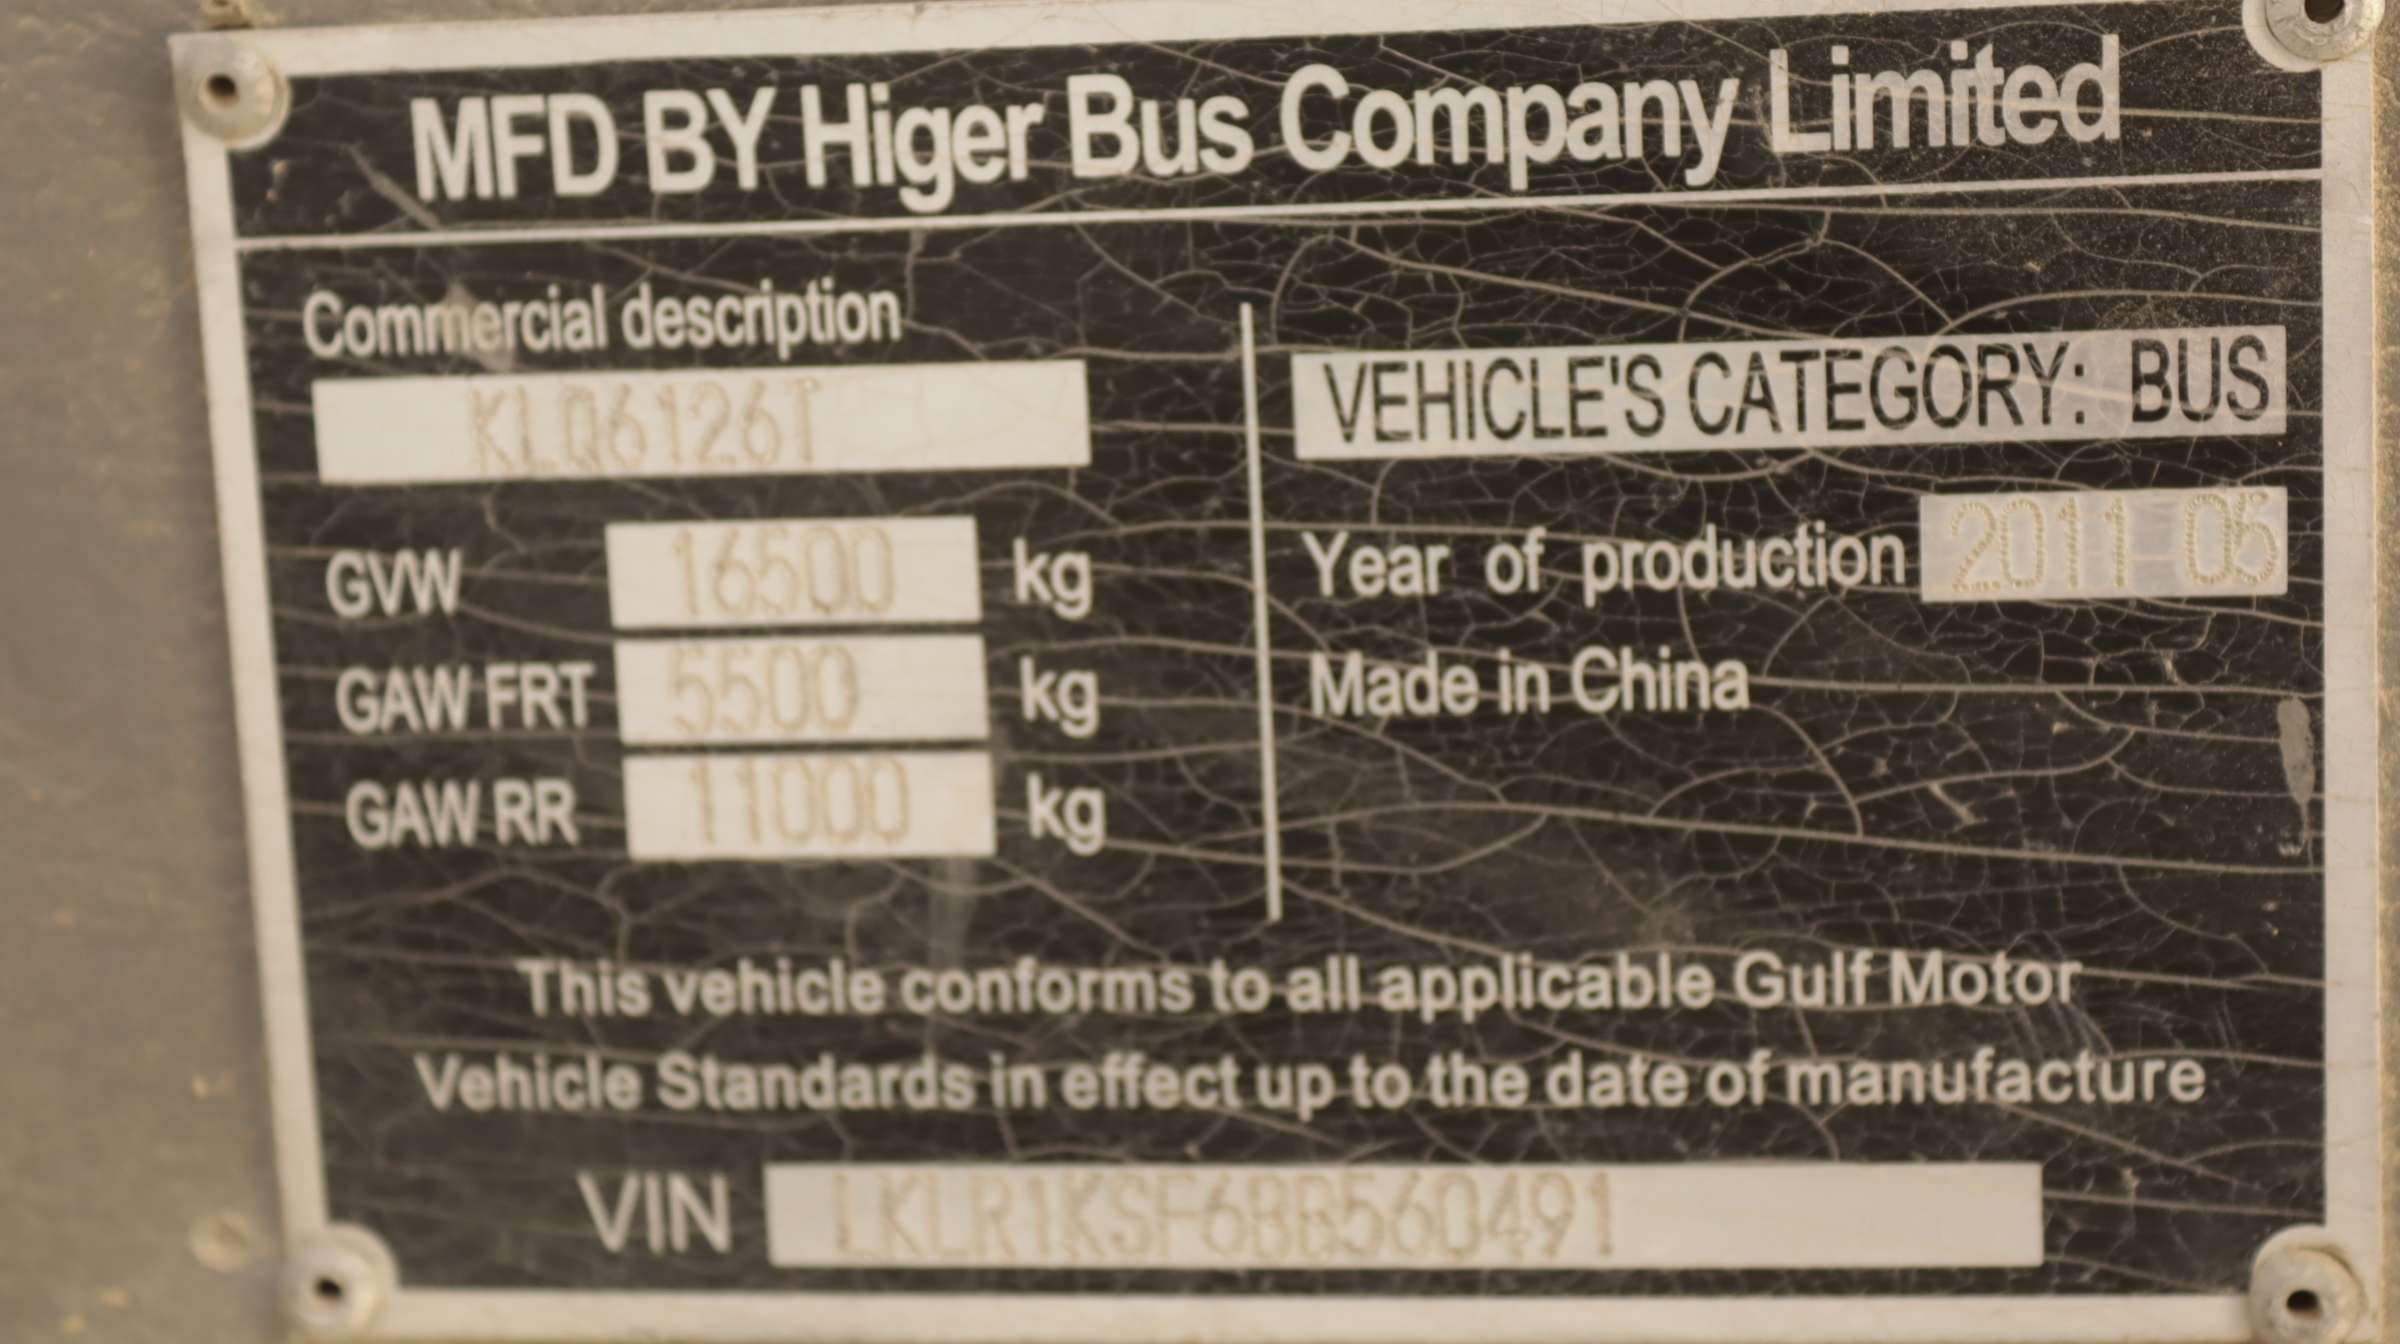 MFD BY Higer Bus Company Limited
Commercial description
KLQ6126T
VEHICLE'S CATEGORY: BUS
GVW 16500 kg
Year of production 2011-05
GAW FRT 5500 kg
Made in China
GAW RR 11000 kg
This vehicle conforms to all applicable Gulf Motor
Vehicle Standards in effect up to the date of manufacture
VIN LKLR1KSF6BB560491